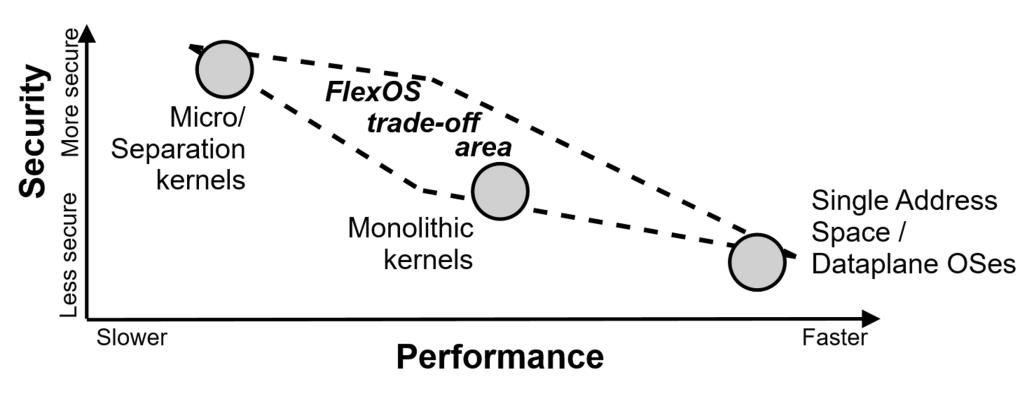 Security
More secure
Less secure
FlexOS
trade-off
area
Micro/
Separation
kernels
Monolithic
kernels
Single Address
Space /
Dataplane OSes
Slower
Faster
Performance